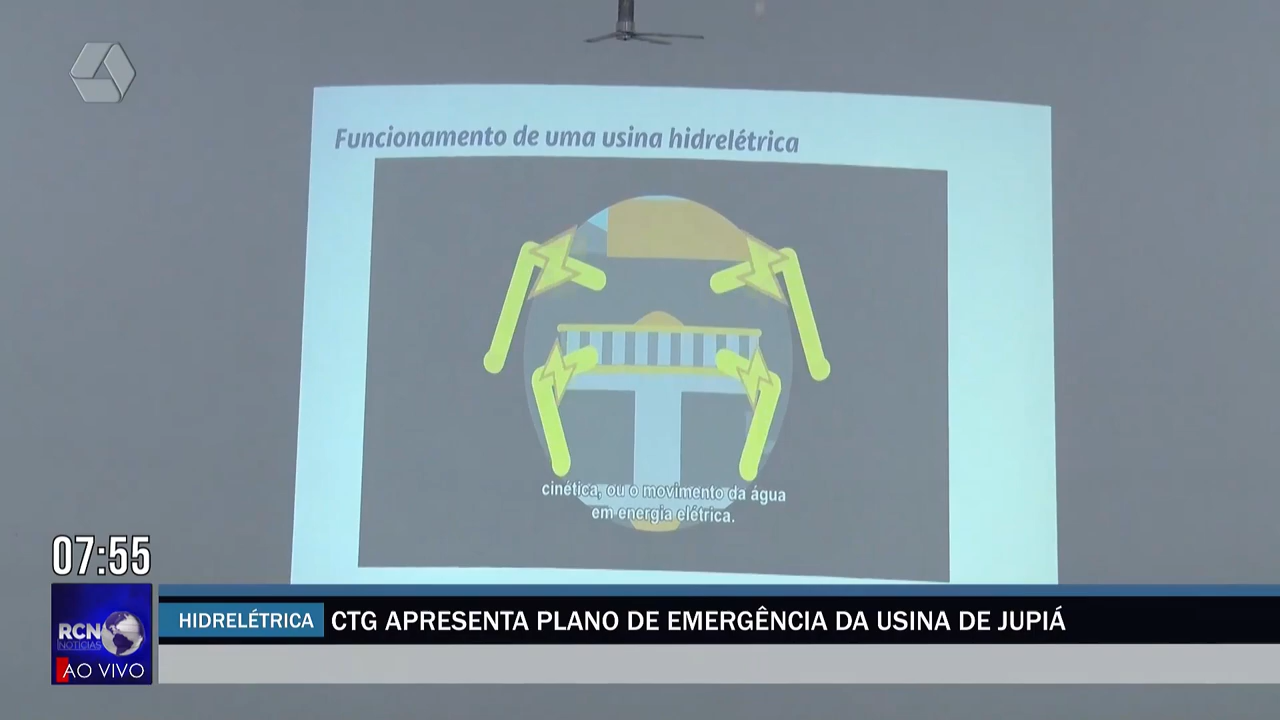 Funcionamento de uma usina hidrelétrica
cinética, ou o movimento da água
em energia elétrica.
07:55
RCN
NOTÍCIAS
AO VIVO
HIDRELÉTRICA
CTG APRESENTA PLANO DE EMERGÊNCIA DA USINA DE JUPIÁ